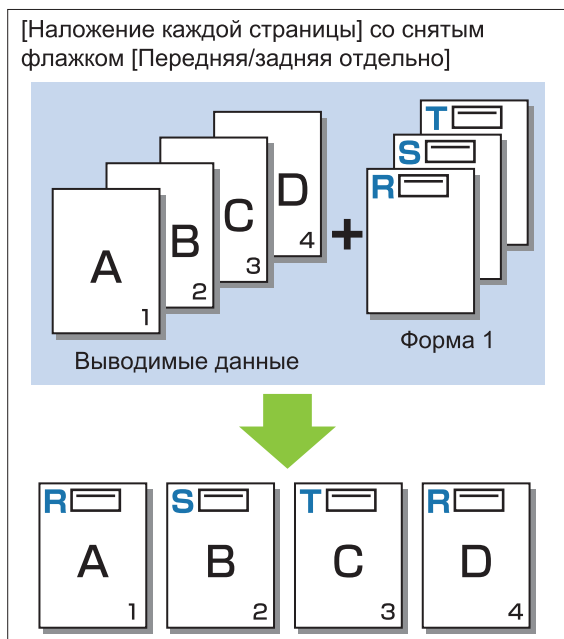 [Наложение каждой страницы] со снятым
флажком [Передняя/задняя отдельно]
A
1
B
2
C
3
D
4
+
R
S
T
Выводимые данные
Форма 1
R
A
1
S
B
2
T
C
3
R
D
4